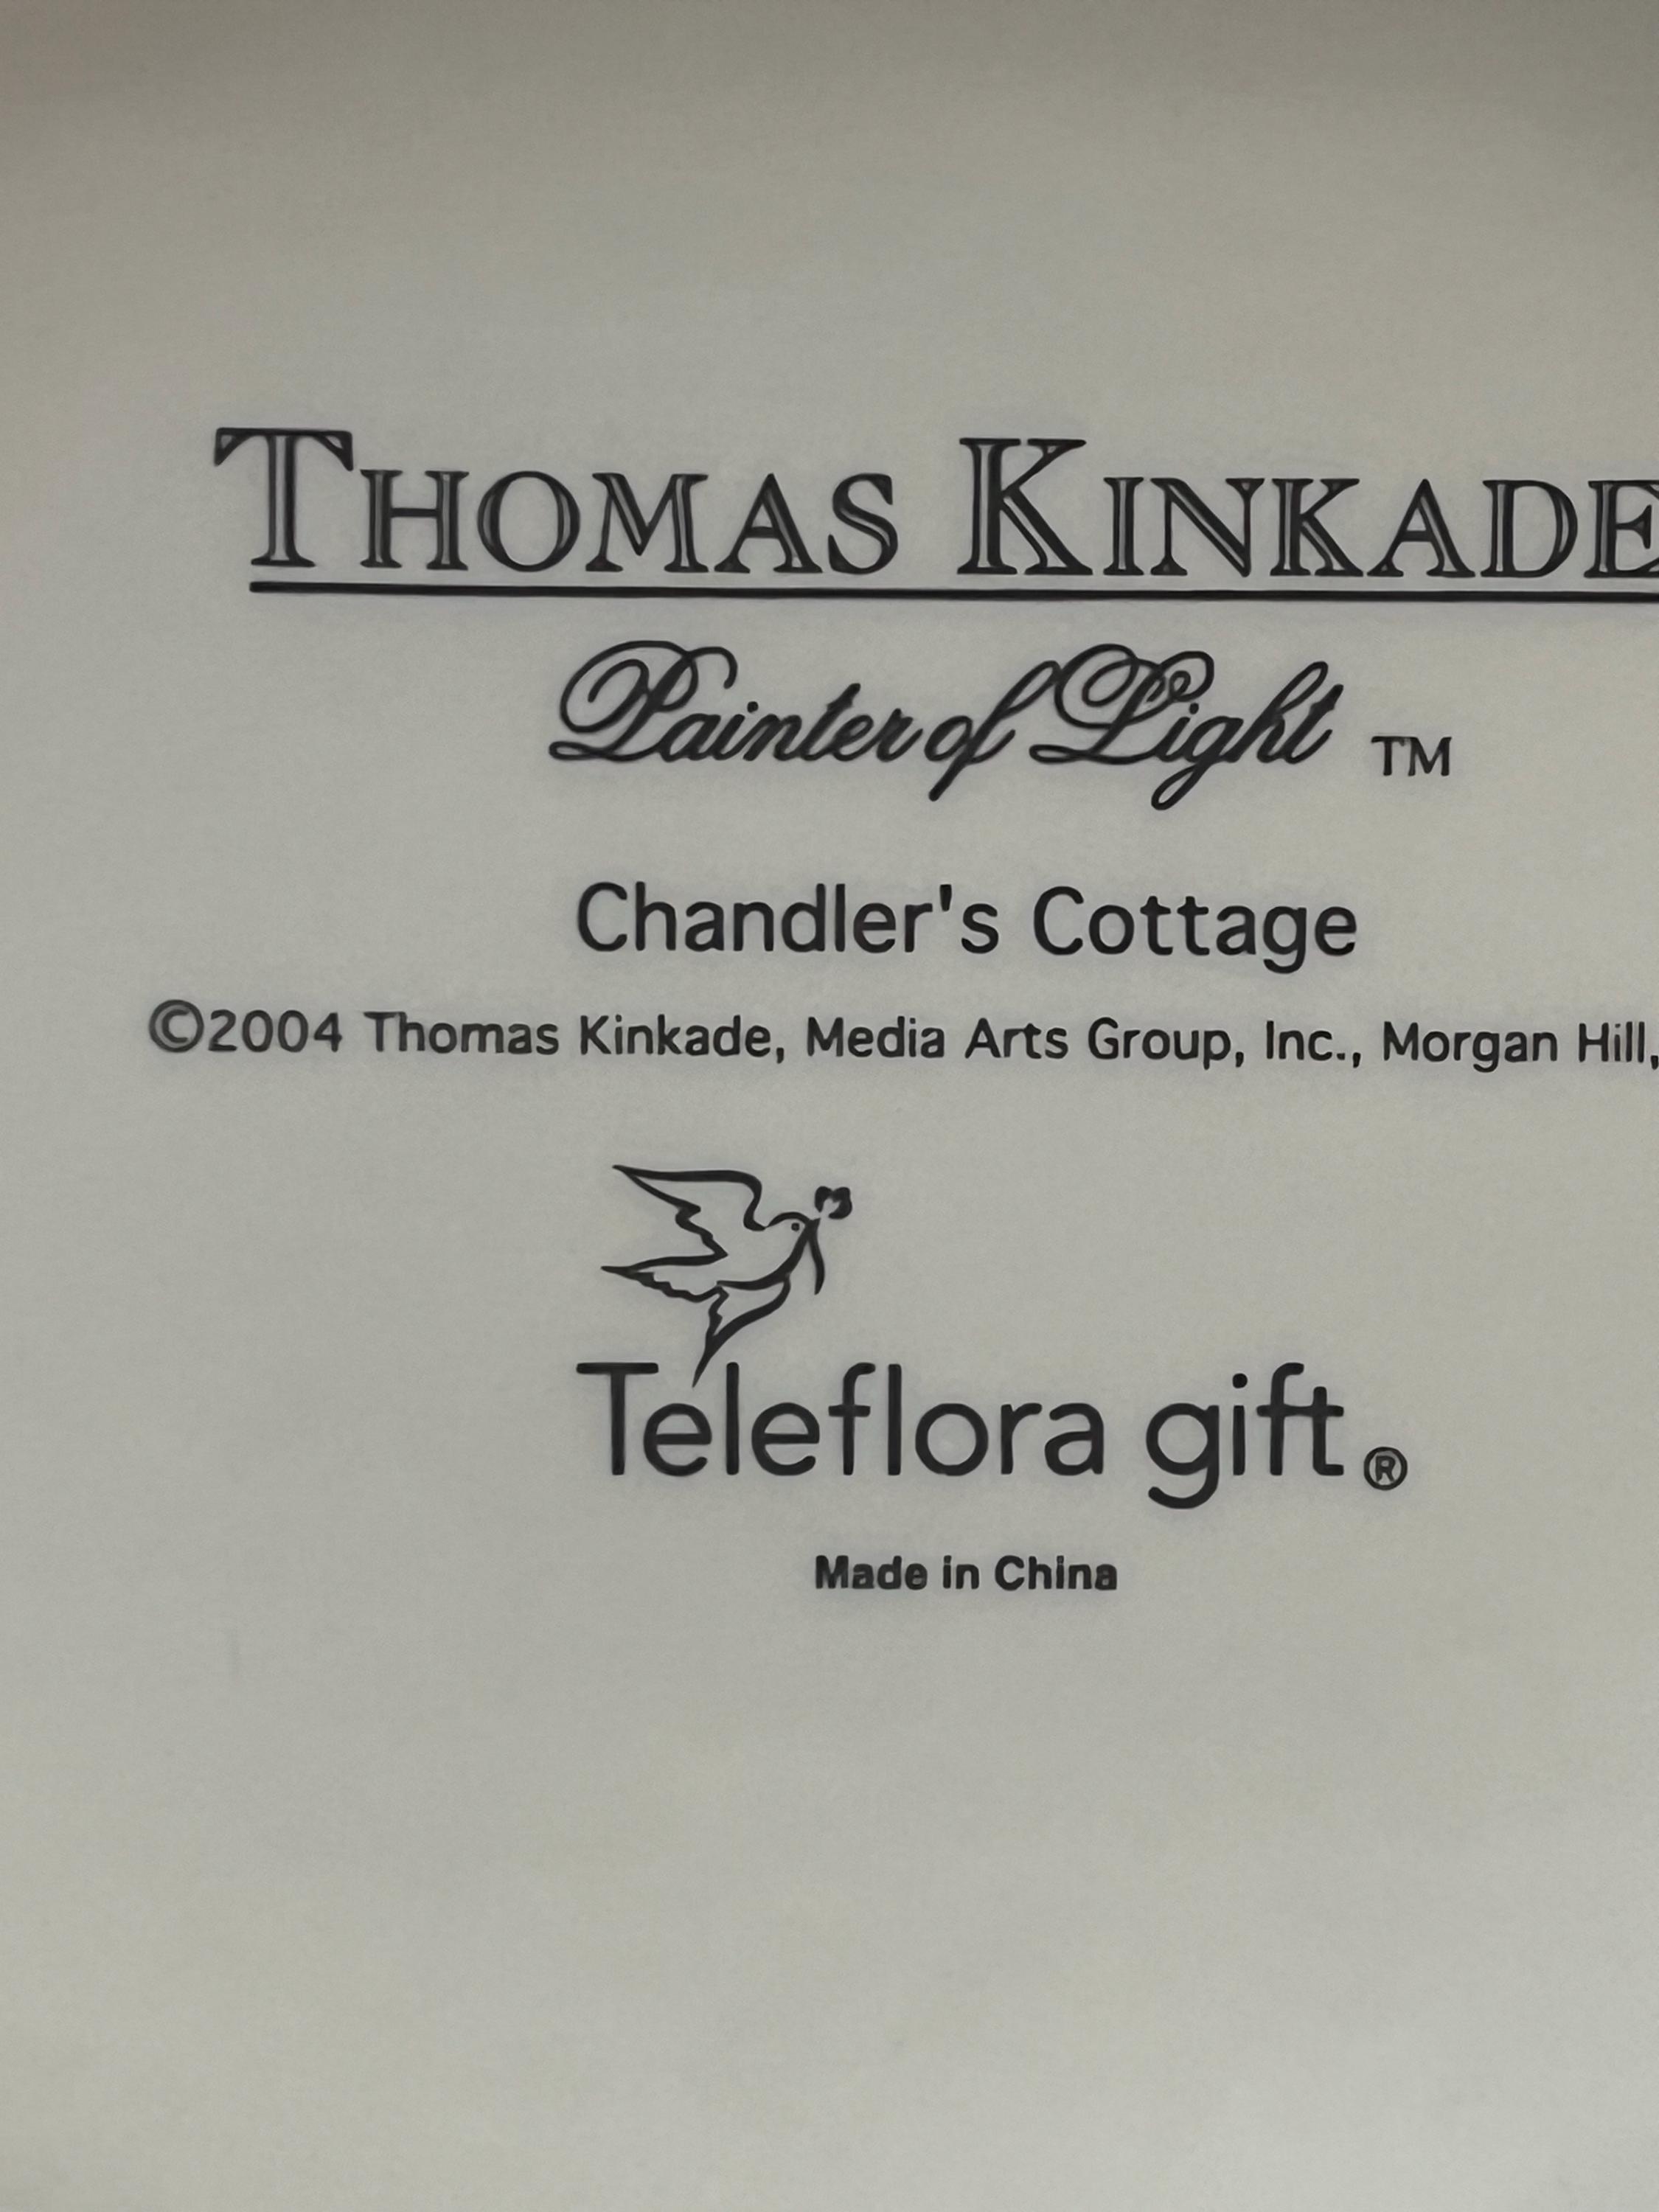 THOMAS KINKADE
Painter of Light TM
Chandler's Cottage
©2004 Thomas Kinkade, Media Arts Group, Inc., Morgan Hill,
Teleflora gift®
Made in China